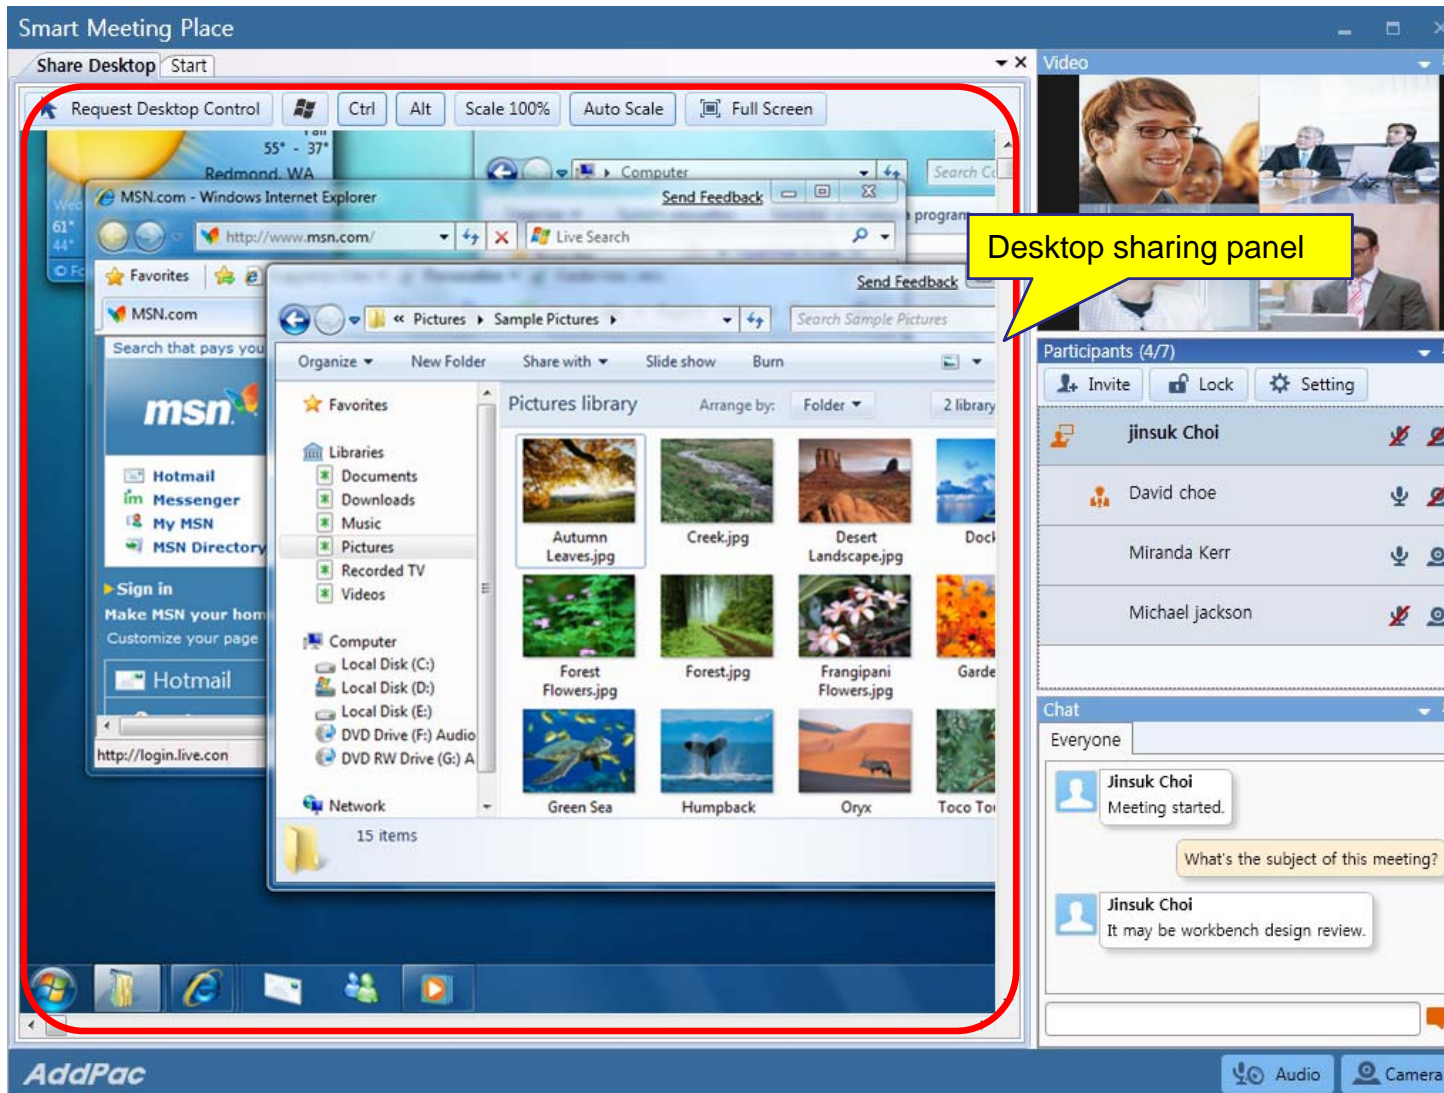 Smart Meeting Place
Share Desktop
Start
Request Desktop Control
Ctrl
Alt
Scale 100%
Auto Scale
Full Screen
55° - 37°
Redmond, WA
61°
44°
Computer
MSN.com - Windows Internet Explorer
Send Feedback
program
http://www.msn.com/
Live Search
Favorites
MSN.com
Send Feedback
« Pictures
Sample Pictures
Search Sample Pictures
Organize
New Folder
Share with
Slide show
Burn
Search that pays you
msn
Hotmail
Messenger
My MSN
MSN Directory
Sign in
Make MSN your hom
Customize your page
Hotmail
http://login.live.con
Favorites
Libraries
Documents
Downloads
Music
Pictures
Recorded TV
Videos
Computer
Local Disk (C:)
Local Disk (D:)
Local Disk (E:)
DVD Drive (F:) Audio
DVD RW Drive (G:) A
Network
Pictures library
Arrange by:
Folder
2 library
Autumn
Leaves.jpg
Creek.jpg
Desert
Landscape.jpg
Dock
Forest
Flowers.jpg
Forest.jpg
Frangipani
Flowers.jpg
Garde
Green Sea
Humpback
Oryx
Toco To
15 items
Desktop sharing panel
Video
Participants (4/7)
Invite
Lock
Setting
jinsuk Choi
David choe
Miranda Kerr
Michael jackson
Chat
Everyone
Jinsuk Choi
Meeting started.
What's the subject of this meeting?
Jinsuk Choi
It may be workbench design review.
AddPac
Audio
Camera